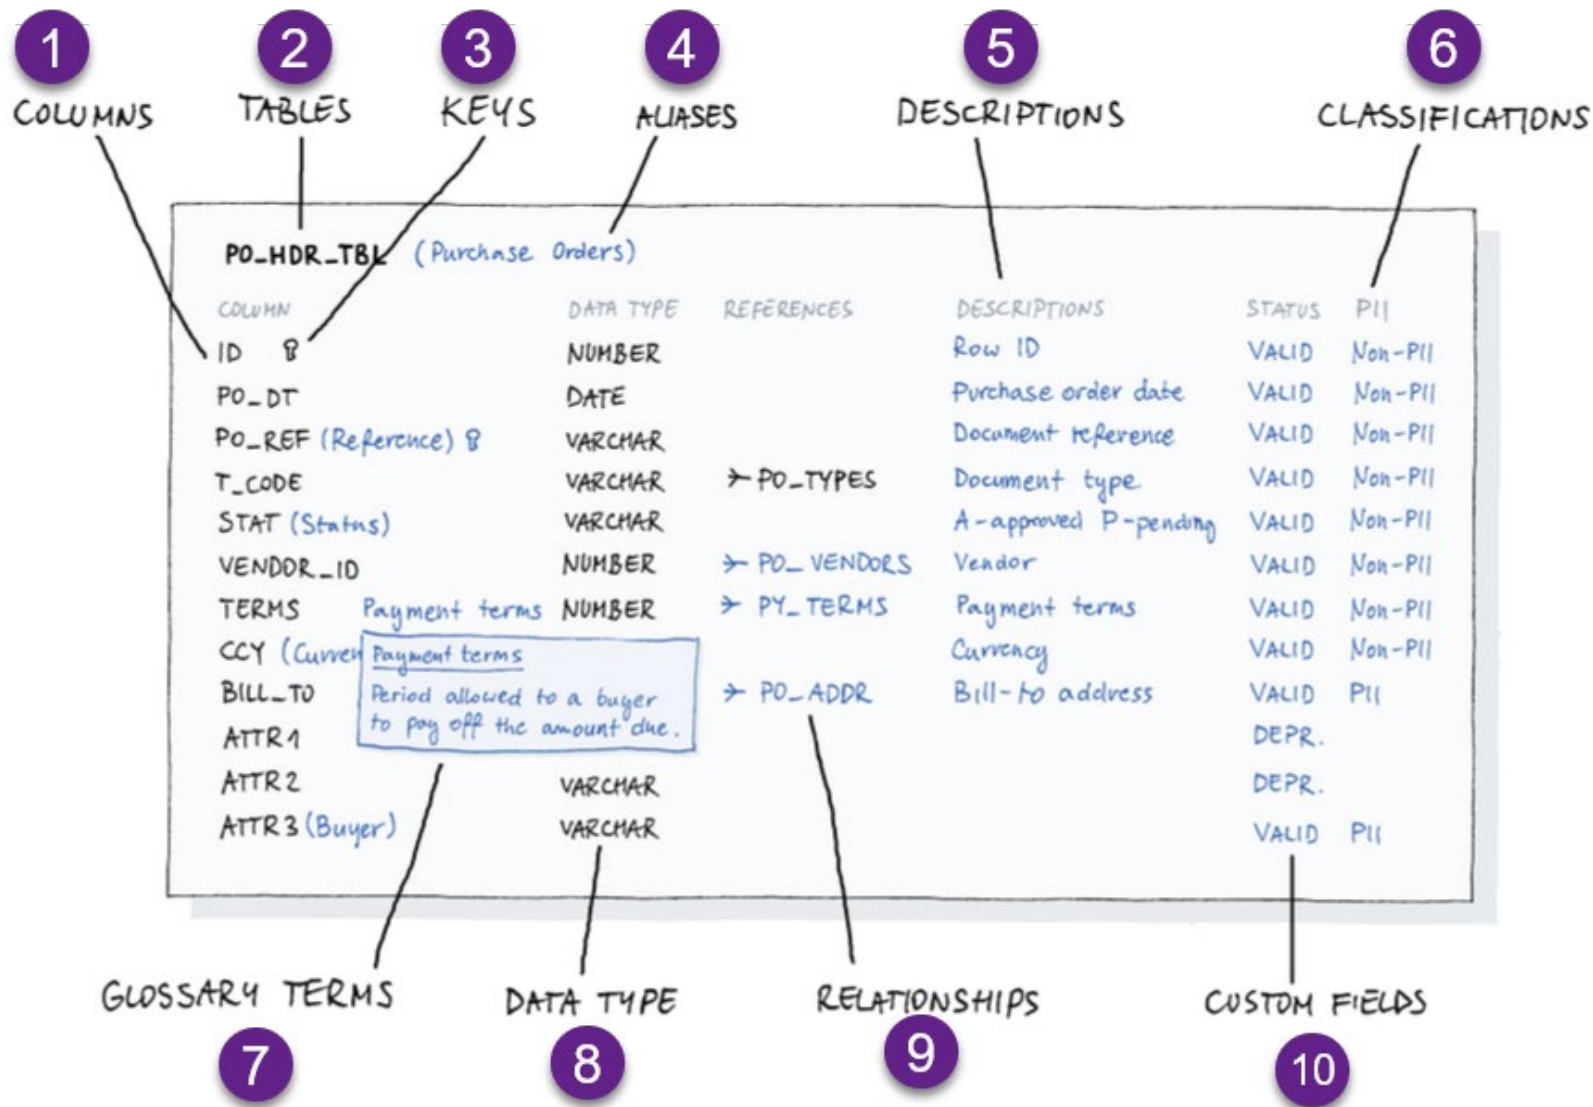 1 2 3 4 5 6
COLUMNS TABLES KEYS ALIASES DESCRIPTIONS CLASSIFICATIONS
PO_HDR_TBL (Purchase Orders)
COLUMN DATA TYPE REFERENCES DESCRIPTIONS STATUS PII
ID NUMBER Row ID VALID Non-PII
PO_DT DATE Purchase order date VALID Non-PII
PO_REF (Reference) VARCHAR Document reference VALID Non-PII
T_CODE VARCHAR PO_TYPES Document type VALID Non-PII
STAT (Status) VARCHAR A-approved P-pending VALID Non-PII
VENDOR_ID NUMBER PO_VENDORS Vendor VALID Non-PII
TERMS Payment terms NUMBER PY_TERMS Payment terms VALID Non-PII
CCY (Curren Payment terms Currency VALID Non-PII
BILL_TO Period allowed to a buyer PO_ADDR Bill-to address VALID PII
to pay off the amount due.
ATTR1 DEPR.
ATTR2 VARCHAR DEPR.
ATTR3 (Buyer) VARCHAR VALID PII
GLOSSARY TERMS DATA TYPE RELATIONSHIPS CUSTOM FIELDS
7 8 9 10